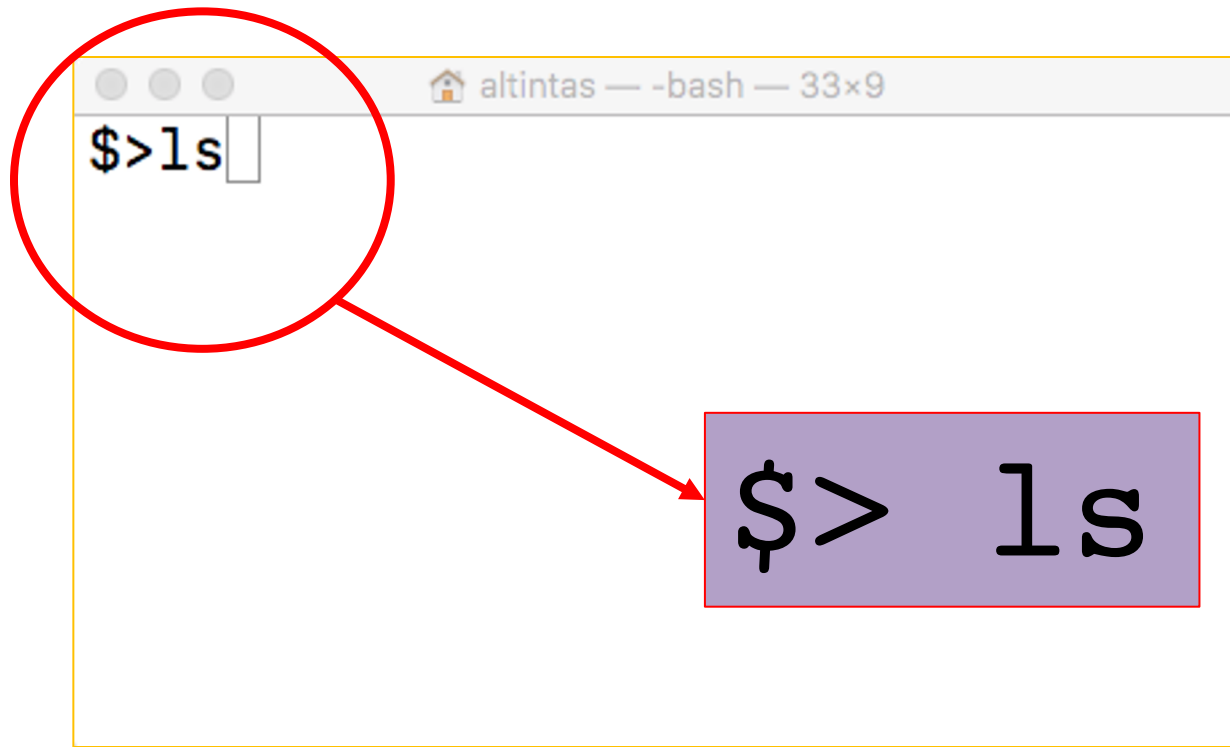 altintas — -bash — 33×9
$>ls
$> ls